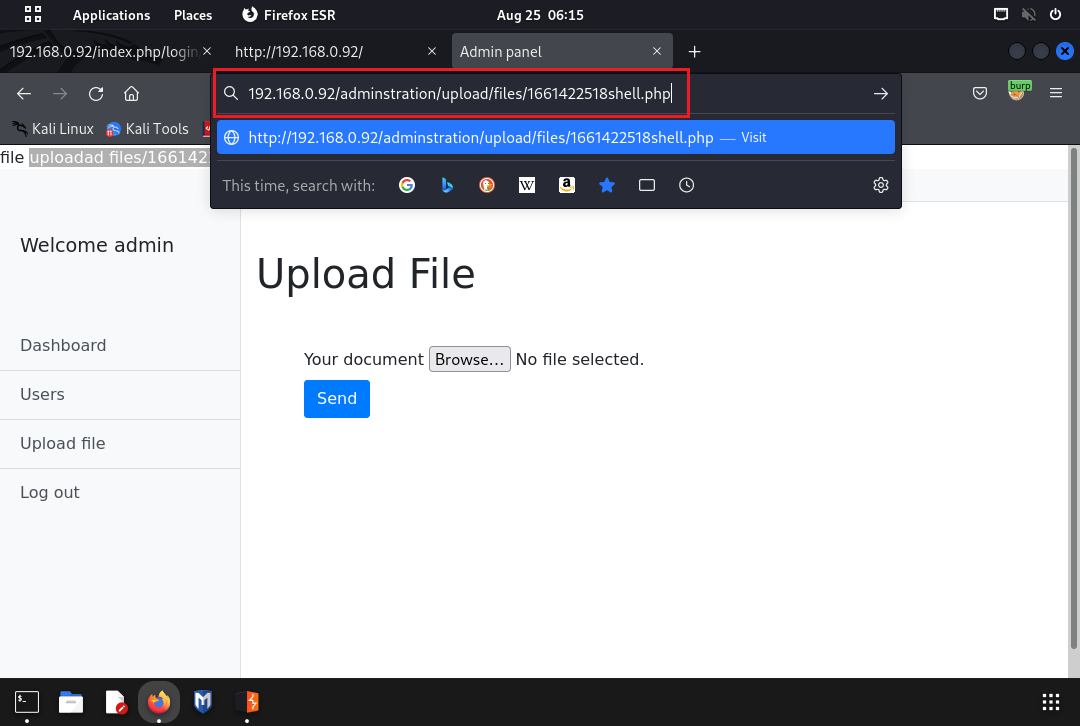 Applications Places Firefox ESR Aug 25 06:15
192.168.0.92/index.php/login http://192.168.0.92/ Admin panel
192.168.0.92/adminstration/upload/files/1661422518shell.php burp
Kali Linux Kali Tools http://192.168.0.92/adminstration/upload/files/1661422518shell.php — Visit
file uploadad files/166142
This time, search with:
Welcome admin
Upload File
Dashboard
Your document Browse... No file selected.
Users
Send
Upload file
Log out